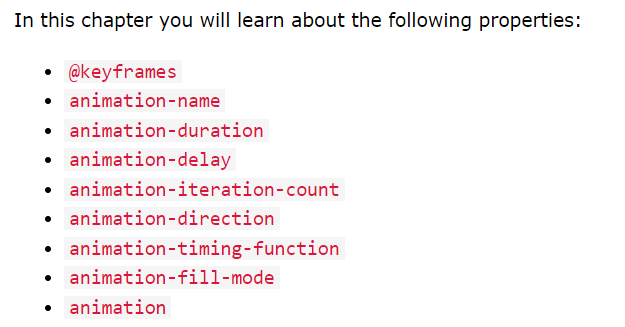 In this chapter you will learn about the following properties:
@keyframes
animation-name
animation-duration
animation-delay
animation-iteration-count
animation-direction
animation-timing-function
animation-fill-mode
animation